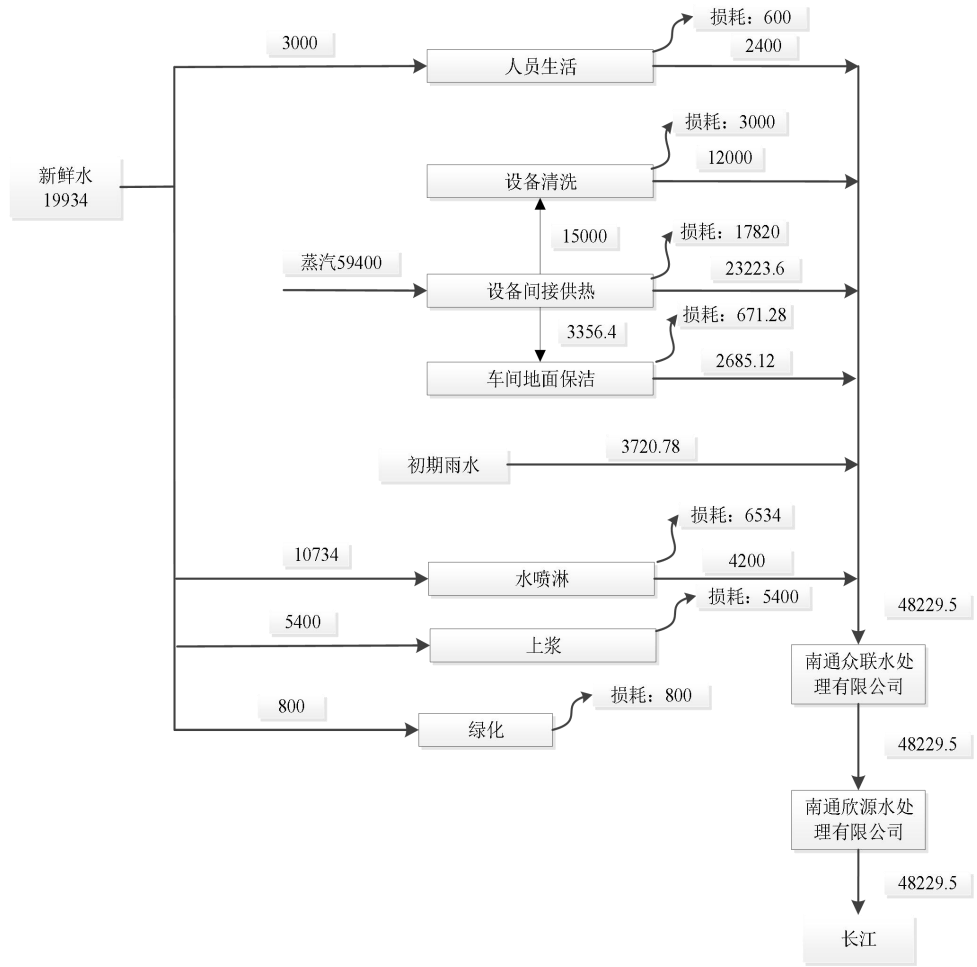 损耗：600
3000
2400
人员生活
损耗：3000
12000
新鲜水
19934
设备清洗
15000
损耗：17820
蒸汽59400
23223.6
设备间接供热
损耗：671.28
3356.4
2685.12
车间地面保洁
3720.78
初期雨水
损耗：6534
10734
4200
水喷淋
损耗：5400
48229.5
5400
上浆
南通众联水处
理有限公司
损耗：800
800
绿化
48229.5
南通欣源水处
理有限公司
48229.5
长江